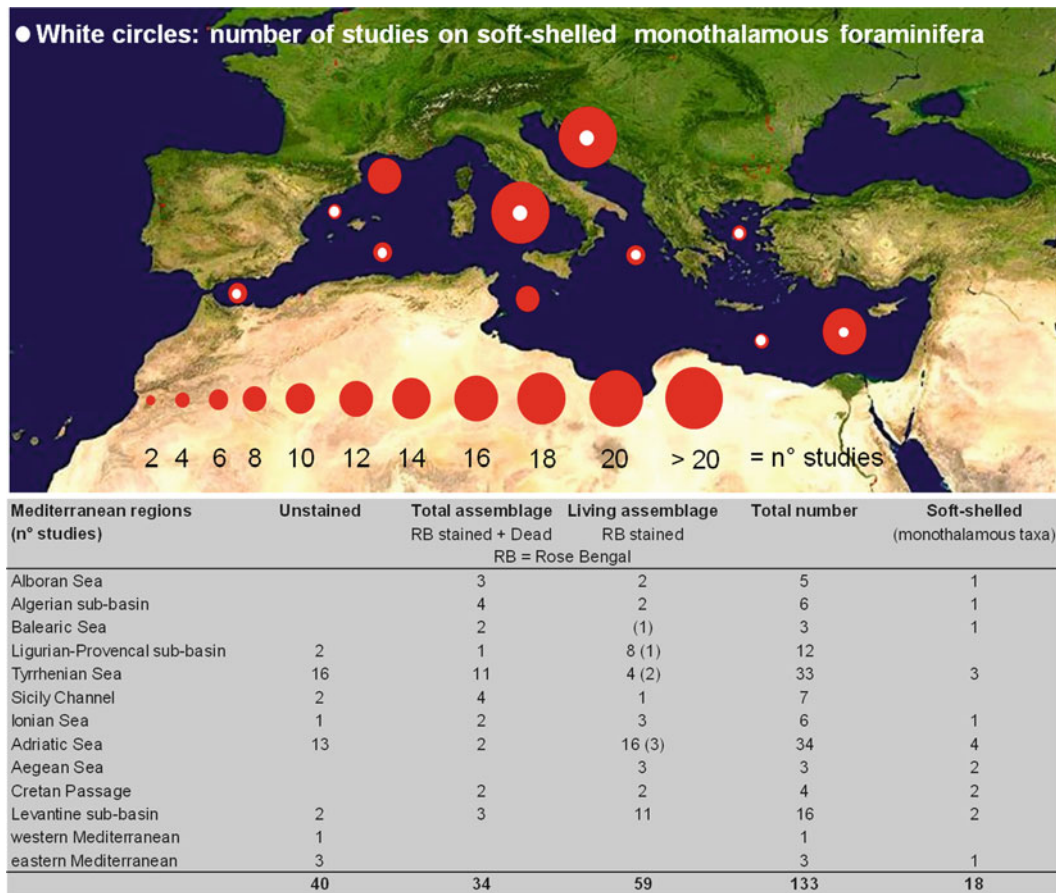 White circles: number of studies on soft-shelled monothalamous foraminifera
2 4 6 8 10 12 14 16 18 20 > 20 = n° studies
Mediterranean regions Unstained Total assemblage Living assemblage Total number Soft-shelled
(n° studies) RB stained + Dead RB stained (monothalamous taxa)
RB = Rose Bengal
Alboran Sea 3 2 5 1
Algerian sub-basin 4 2 6 1
Balearic Sea 2 (1) 3 1
Ligurian-Provencal sub-basin 2 1 8 (1) 12
Tyrrhenian Sea 16 11 4 (2) 33 3
Sicily Channel 2 4 1 7
Ionian Sea 1 2 3 6 1
Adriatic Sea 13 2 16 (3) 34 4
Aegean Sea 3 3 2
Cretan Passage 2 2 4 2
Levantine sub-basin 2 3 11 16 2
western Mediterranean 1 1
eastern Mediterranean 3 3 1
40 34 59 133 18